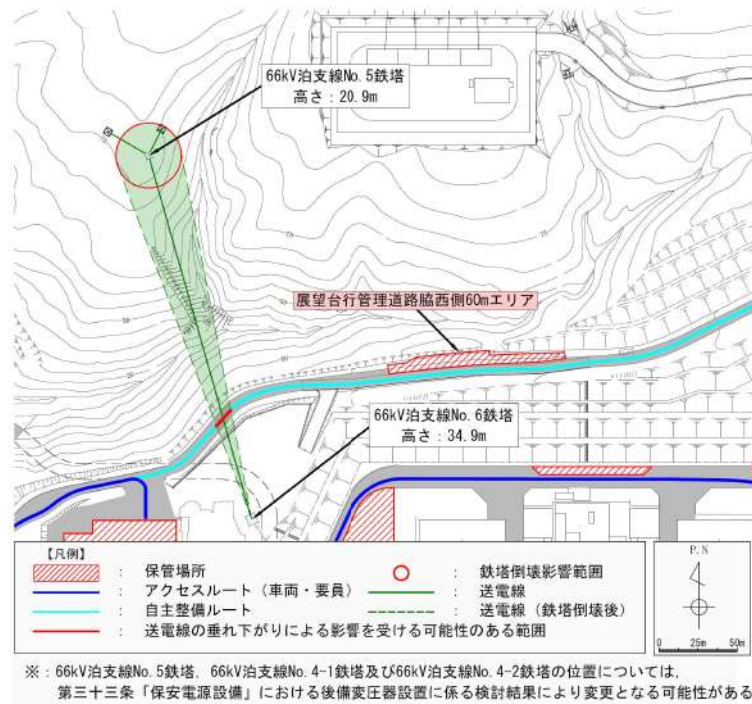 66kV泊支線No.5鉄塔
高さ：20.9m
展望台行管理道路脇西側60mエリア
66kV泊支線No.6鉄塔
高さ：34.9m
【凡例】
： 保管場所
： アクセスルート（車両・要員）
： 自主整備ルート
： 送電線の垂れ下がりによる影響を受ける可能性のある範囲
： 鉄塔倒壊影響範囲
： 送電線
： 送電線（鉄塔倒壊後）
P.N
0 25m 50m
※：66kV泊支線No.5鉄塔，66kV泊支線No.4-1鉄塔及び66kV泊支線No.4-2鉄塔の位置については，
第三十三条「保安電源設備」における後備変圧器設置に係る検討結果により変更となる可能性がある